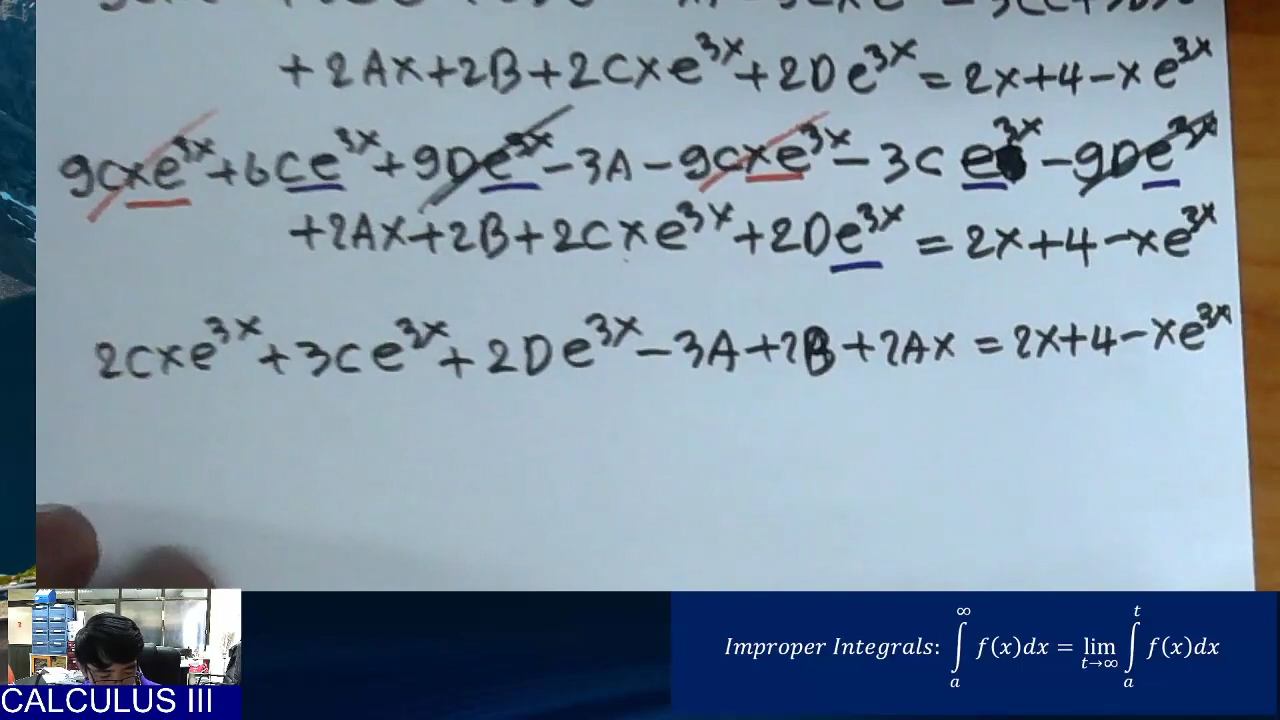 +2Ax+2B+2Cxe^{3x}+2De^{3x}=2x+4-xe^{3x}
9Cxe^{3x}+6Ce^{3x}+9De^{3x}-3A-9Cxe^{3x}-3Ce^{3x}-9De^{3x}
+2Ax+2B+2Cxe^{3x}+2De^{3x}=2x+4-xe^{3x}
2Cxe^{3x}+3Ce^{3x}+2De^{3x}-3A+2B+2Ax=2x+4-xe^{3x}
Improper Integrals: ∫_a^∞ f(x)dx = lim_{t→∞} ∫_a^t f(x)dx
CALCULUS III